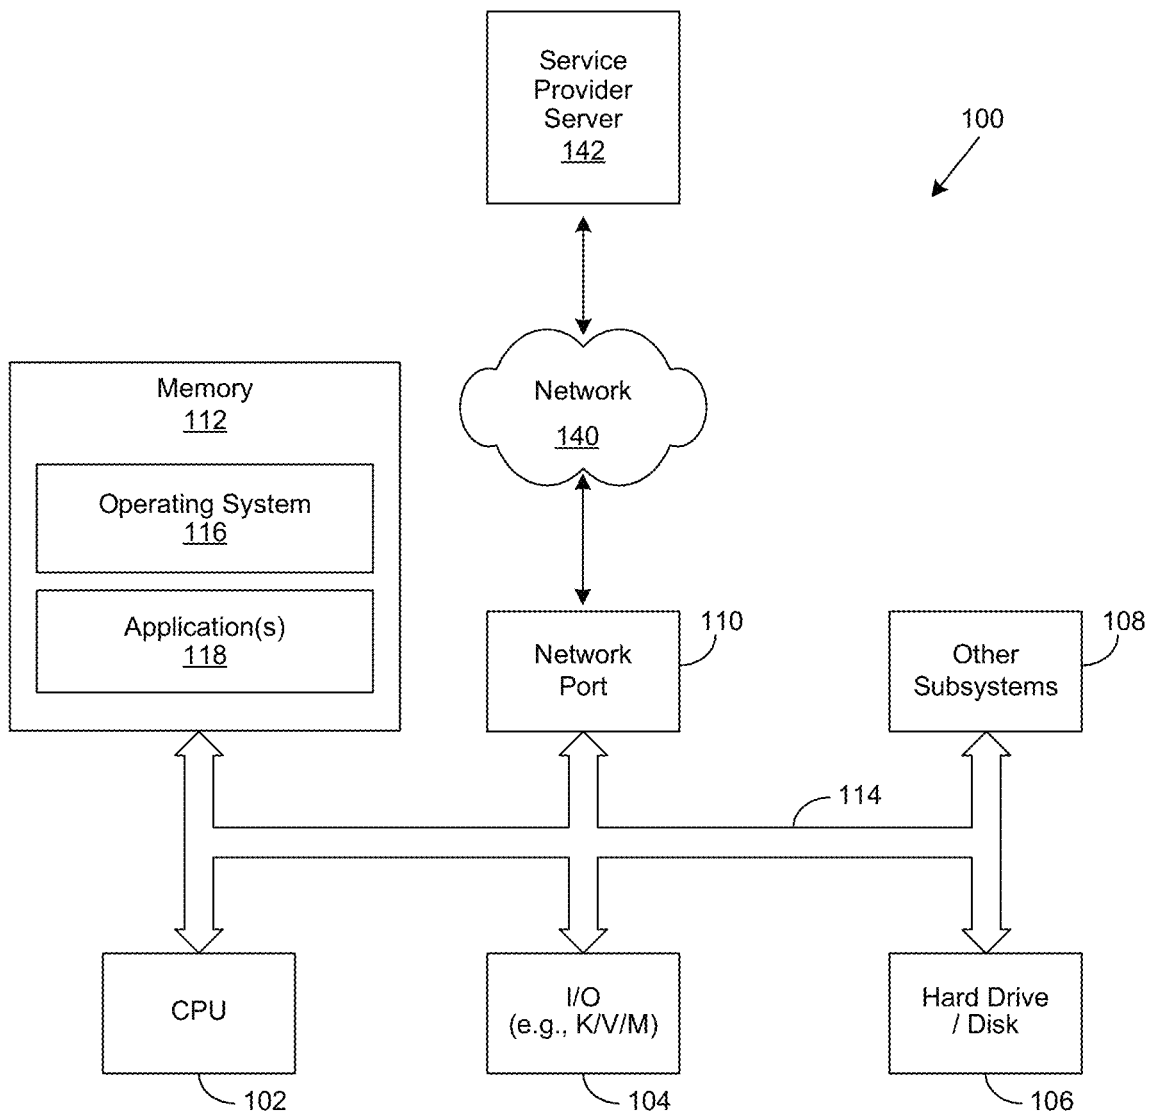 Service
Provider
Server
142
100
Network
140
Memory
112
Operating System
116
Application(s)
118
Network
Port
110
Other
Subsystems
108
114
CPU
102
I/O
(e.g., K/V/M)
104
Hard Drive
/ Disk
106